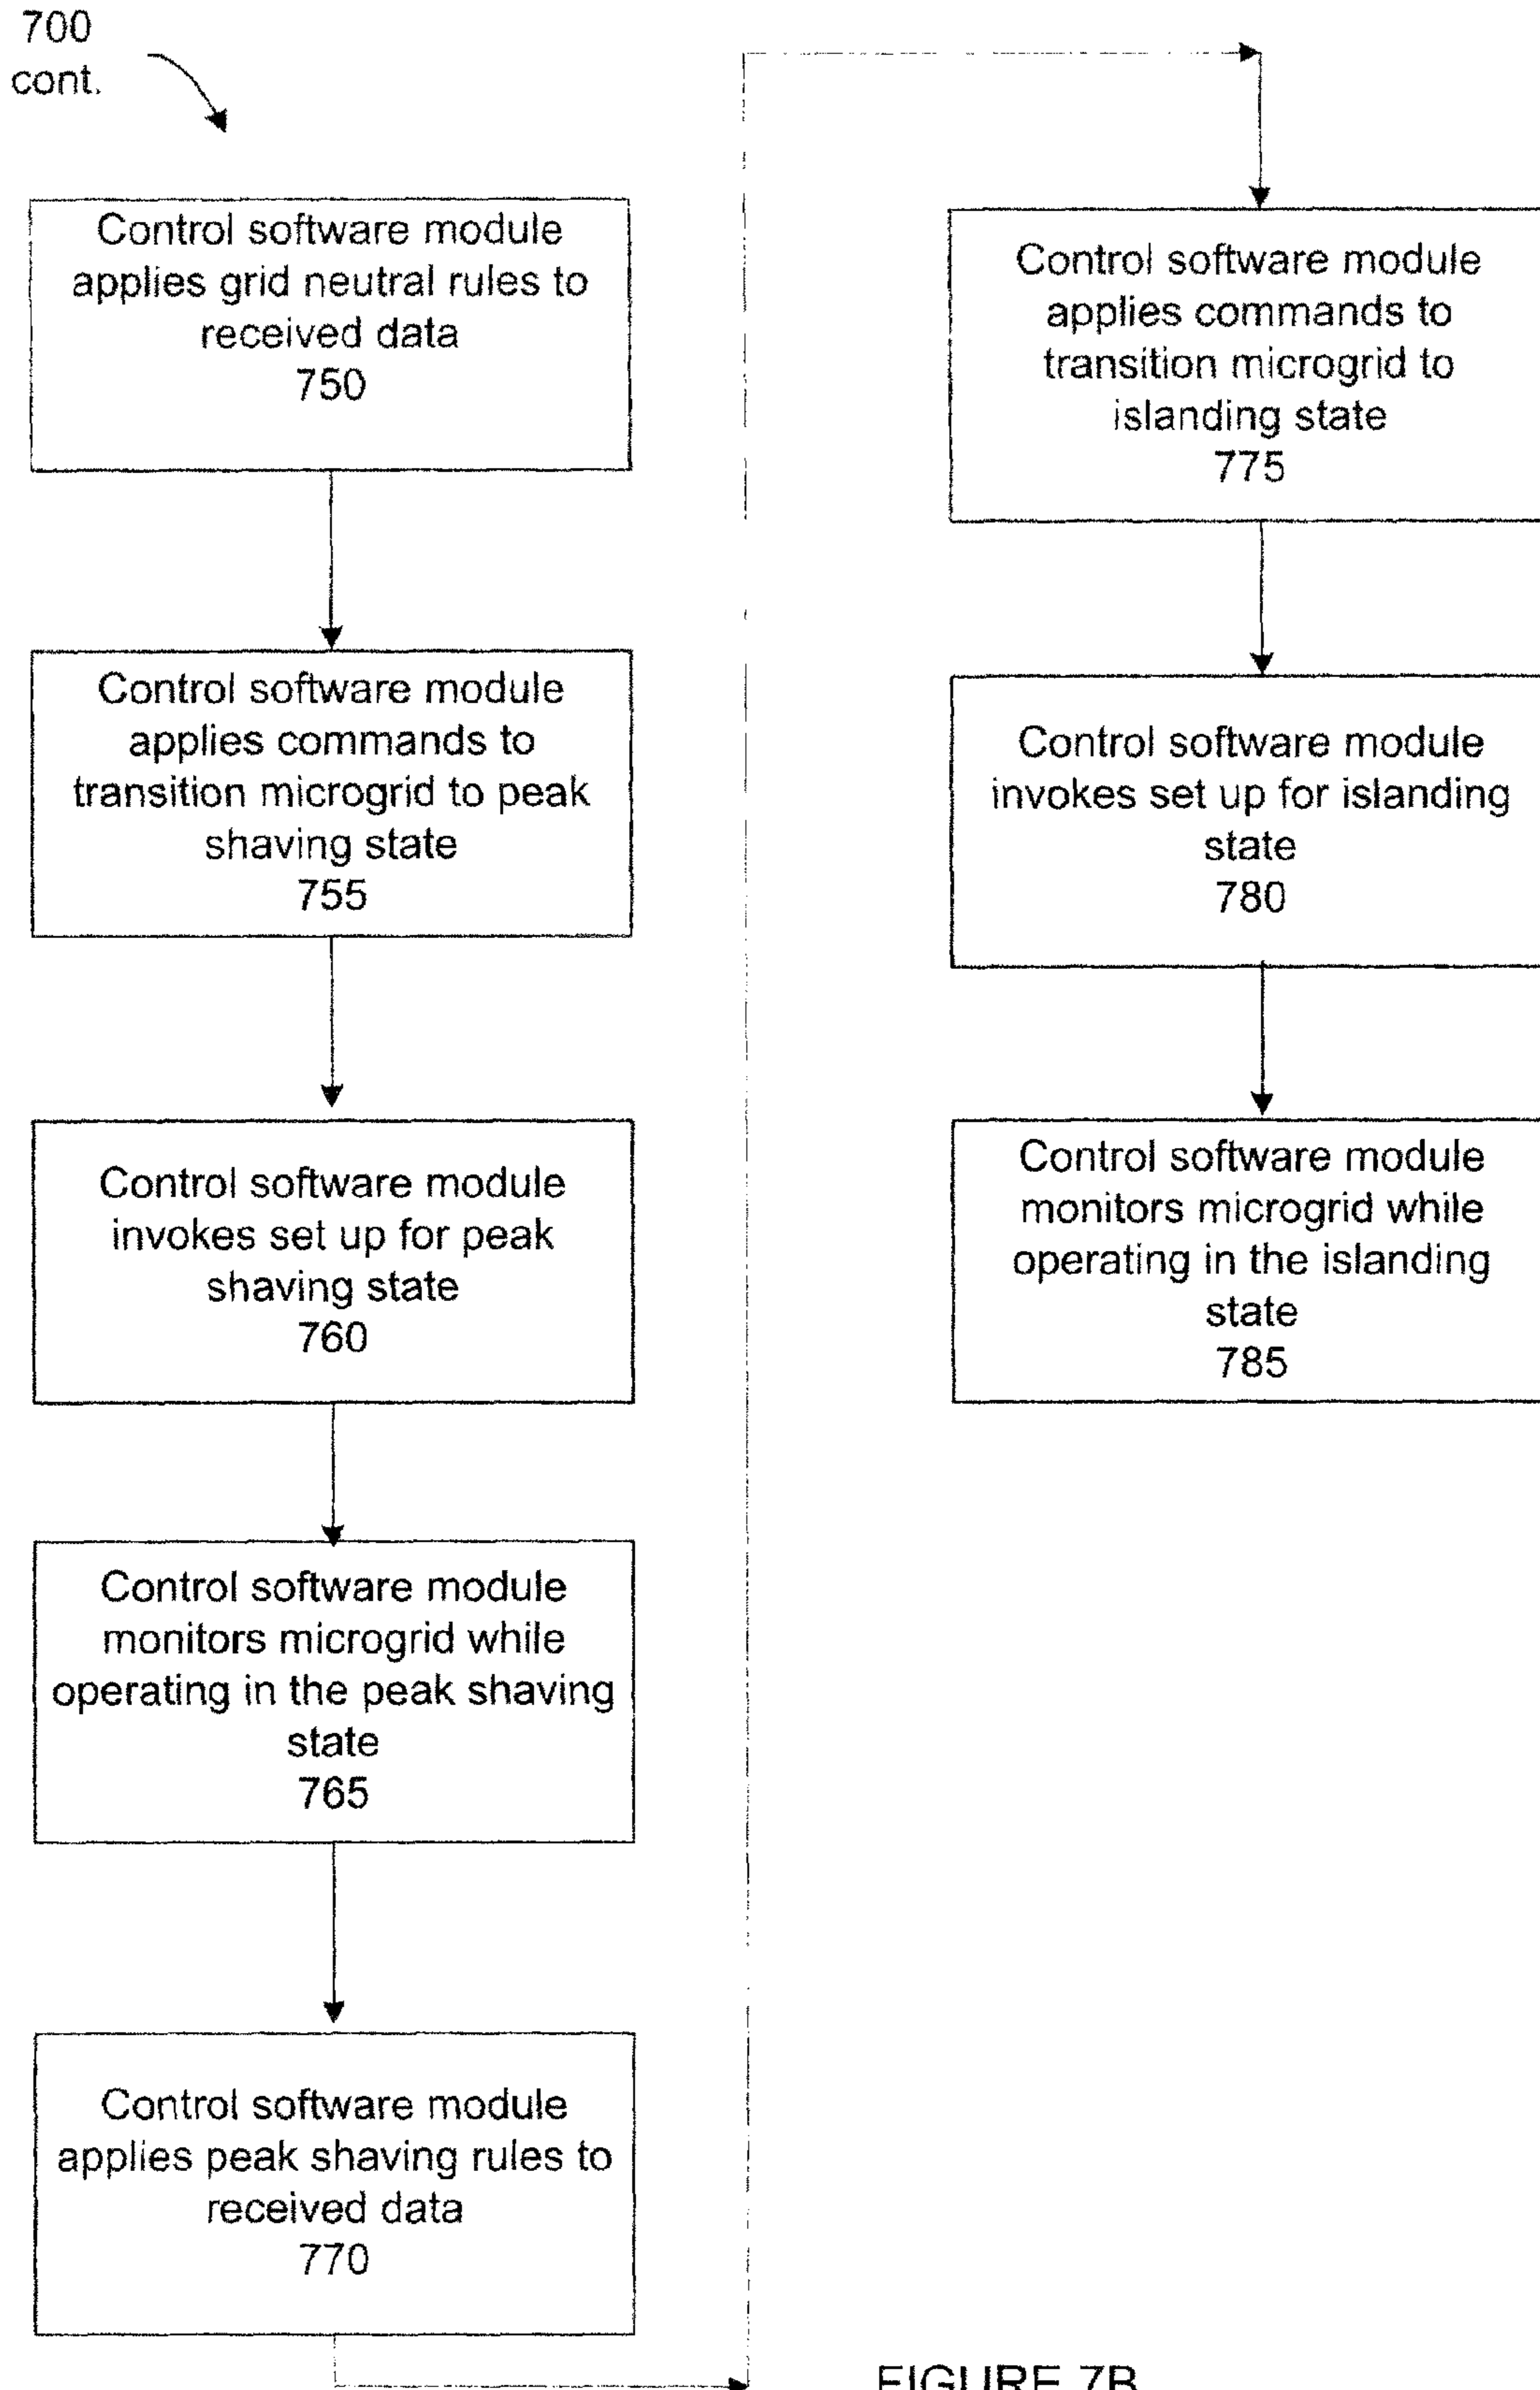 700
cont.
Control software module
applies grid neutral rules to
received data
750
Control software module
applies commands to
transition microgrid to peak
shaving state
755
Control software module
invokes set up for peak
shaving state
760
Control software module
monitors microgrid while
operating in the peak shaving
state
765
Control software module
applies peak shaving rules to
received data
770
Control software module
applies commands to
transition microgrid to
islanding state
775
Control software module
invokes set up for islanding
state
780
Control software module
monitors microgrid while
operating in the islanding
state
785
FIGURE 7B